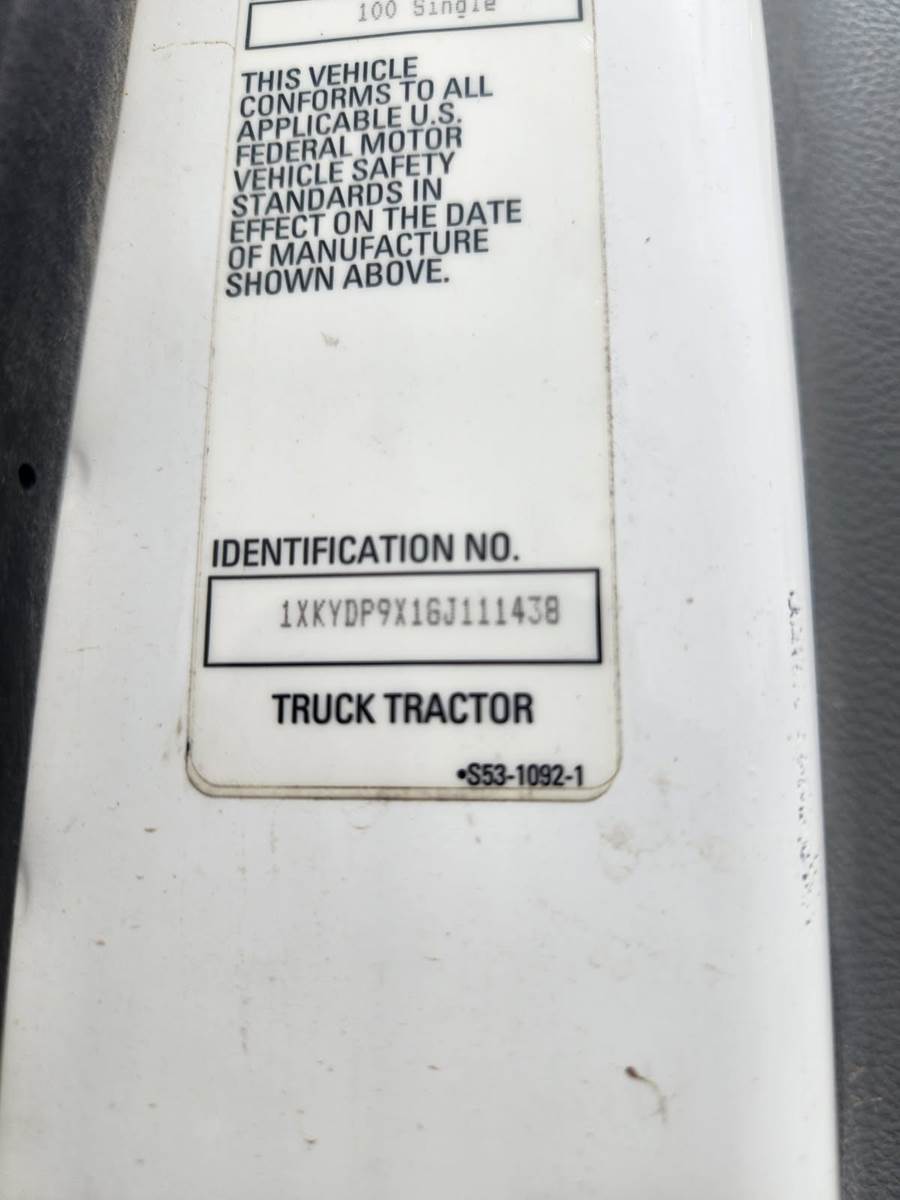 100 Single
THIS VEHICLE
CONFORMS TO ALL
APPLICABLE U.S.
FEDERAL MOTOR
VEHICLE SAFETY
STANDARDS IN
EFFECT ON THE DATE
OF MANUFACTURE
SHOWN ABOVE.
IDENTIFICATION NO.
1XKYDP9X1GJ111438
TRUCK TRACTOR
•S53-1092-1